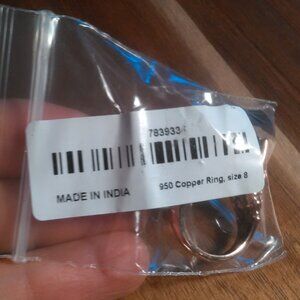 783933
MADE IN INDIA
950 Copper Ring, size 8